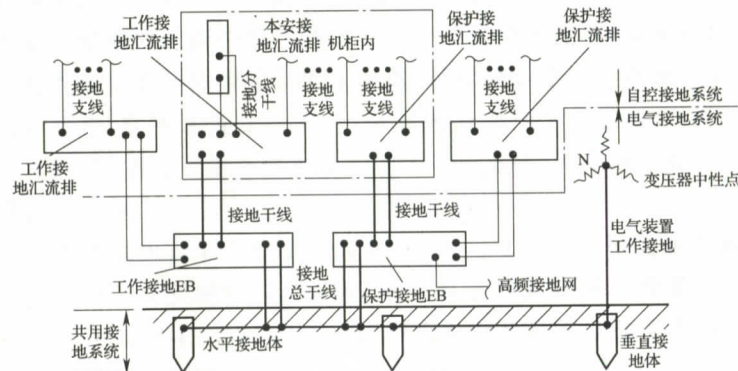 工作接
地汇流排
本安接
地汇流排
机柜内
保护接
地汇流排
保护接
地汇流排
接地
支线
接地分
干线
接地
支线
接地
支线
接地
支线
自控接地系统
电气接地系统
工作接
地汇流排
N
变压器中性点
接地干线
接地干线
电气装置
工作接地
工作接地EB
接地
总干线
保护接地EB
高频接地网
共用接
地系统
水平接地体
垂直接
地体